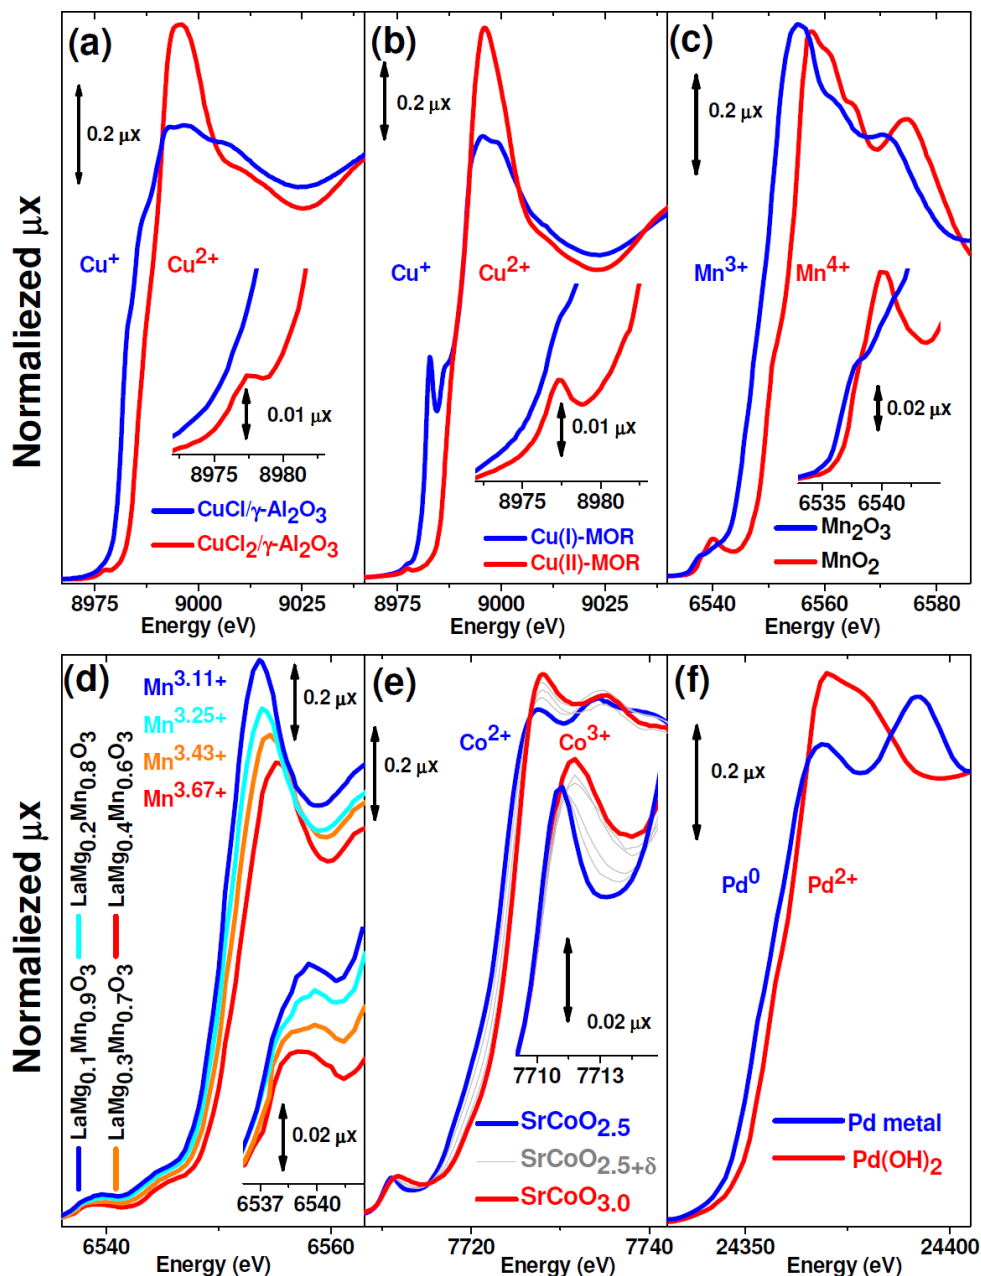 (a)
0.2 μx
Cu+
Cu2+
0.01 μx
8975 8980
CuCl/γ-Al2O3
CuCl2/γ-Al2O3
8975 9000 9025
Energy (eV)
(b)
0.2 μx
Cu+
Cu2+
0.01 μx
8975 8980
Cu(I)-MOR
Cu(II)-MOR
8975 9000 9025
Energy (eV)
(c)
0.2 μx
Mn3+
Mn4+
0.02 μx
6535 6540
Mn2O3
MnO2
6540 6560 6580
Energy (eV)
Normaliezed μx
(d)
Mn3.11+
Mn3.25+
Mn3.43+
Mn3.67+
0.2 μx
LaMg0.1Mn0.9O3
LaMg0.2Mn0.8O3
LaMg0.3Mn0.7O3
LaMg0.4Mn0.6O3
0.02 μx
6537 6540
6540 6560
Energy (eV)
(e)
0.2 μx
Co2+
Co3+
0.02 μx
7710 7713
SrCoO2.5
SrCoO2.5+δ
SrCoO3.0
7720 7740
Energy (eV)
(f)
0.2 μx
Pd0
Pd2+
Pd metal
Pd(OH)2
24350 24400
Energy (eV)
Normaliezed μx